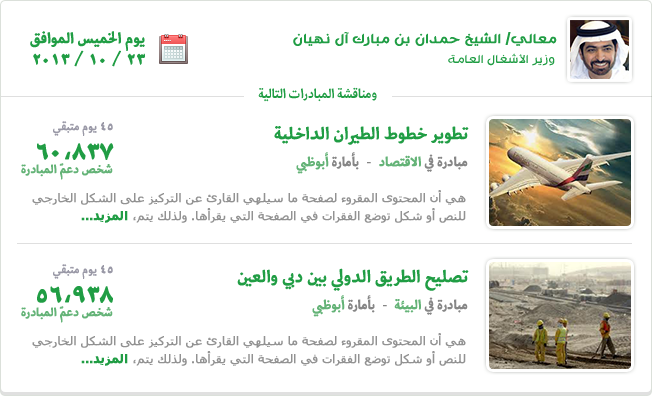 معالي/ الشيخ حمدان بن مبارك آل نهيان
وزير الأشغال العامة
يوم الخميس الموافق
٢٣ / ١٠ / ٢٠١٣
ومناقشة المبادرات التالية
تطوير خطوط الطيران الداخلية
مبادرة في الاقتصاد - بأمارة أبوظبي
٤٥ يوم متبقي
٦٠،٨٣٧
شخص دعمّ المبادرة
هي أن المحتوى المقروء لصفحة ما سيلهي القارئ عن التركيز على الشكل الخارجي
للنص أو شكل توضع الفقرات في الصفحة التي يقرأها. ولذلك يتم، المزيد...
تصليح الطريق الدولي بين دبي والعين
مبادرة في البيئة - بأمارة أبوظبي
٤٥ يوم متبقي
٥٦،٩٣٨
شخص دعمّ المبادرة
هي أن المحتوى المقروء لصفحة ما سيلهي القارئ عن التركيز على الشكل الخارجي
للنص أو شكل توضع الفقرات في الصفحة التي يقرأها. ولذلك يتم، المزيد...